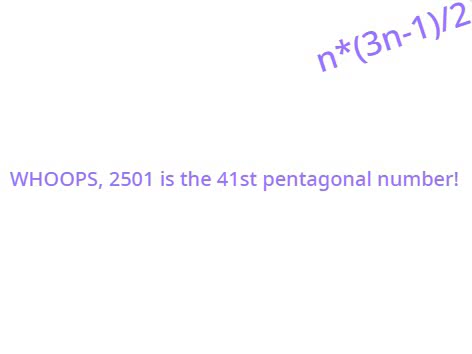 n*(3n-1)/2
WHOOPS, 2501 is the 41st pentagonal number!